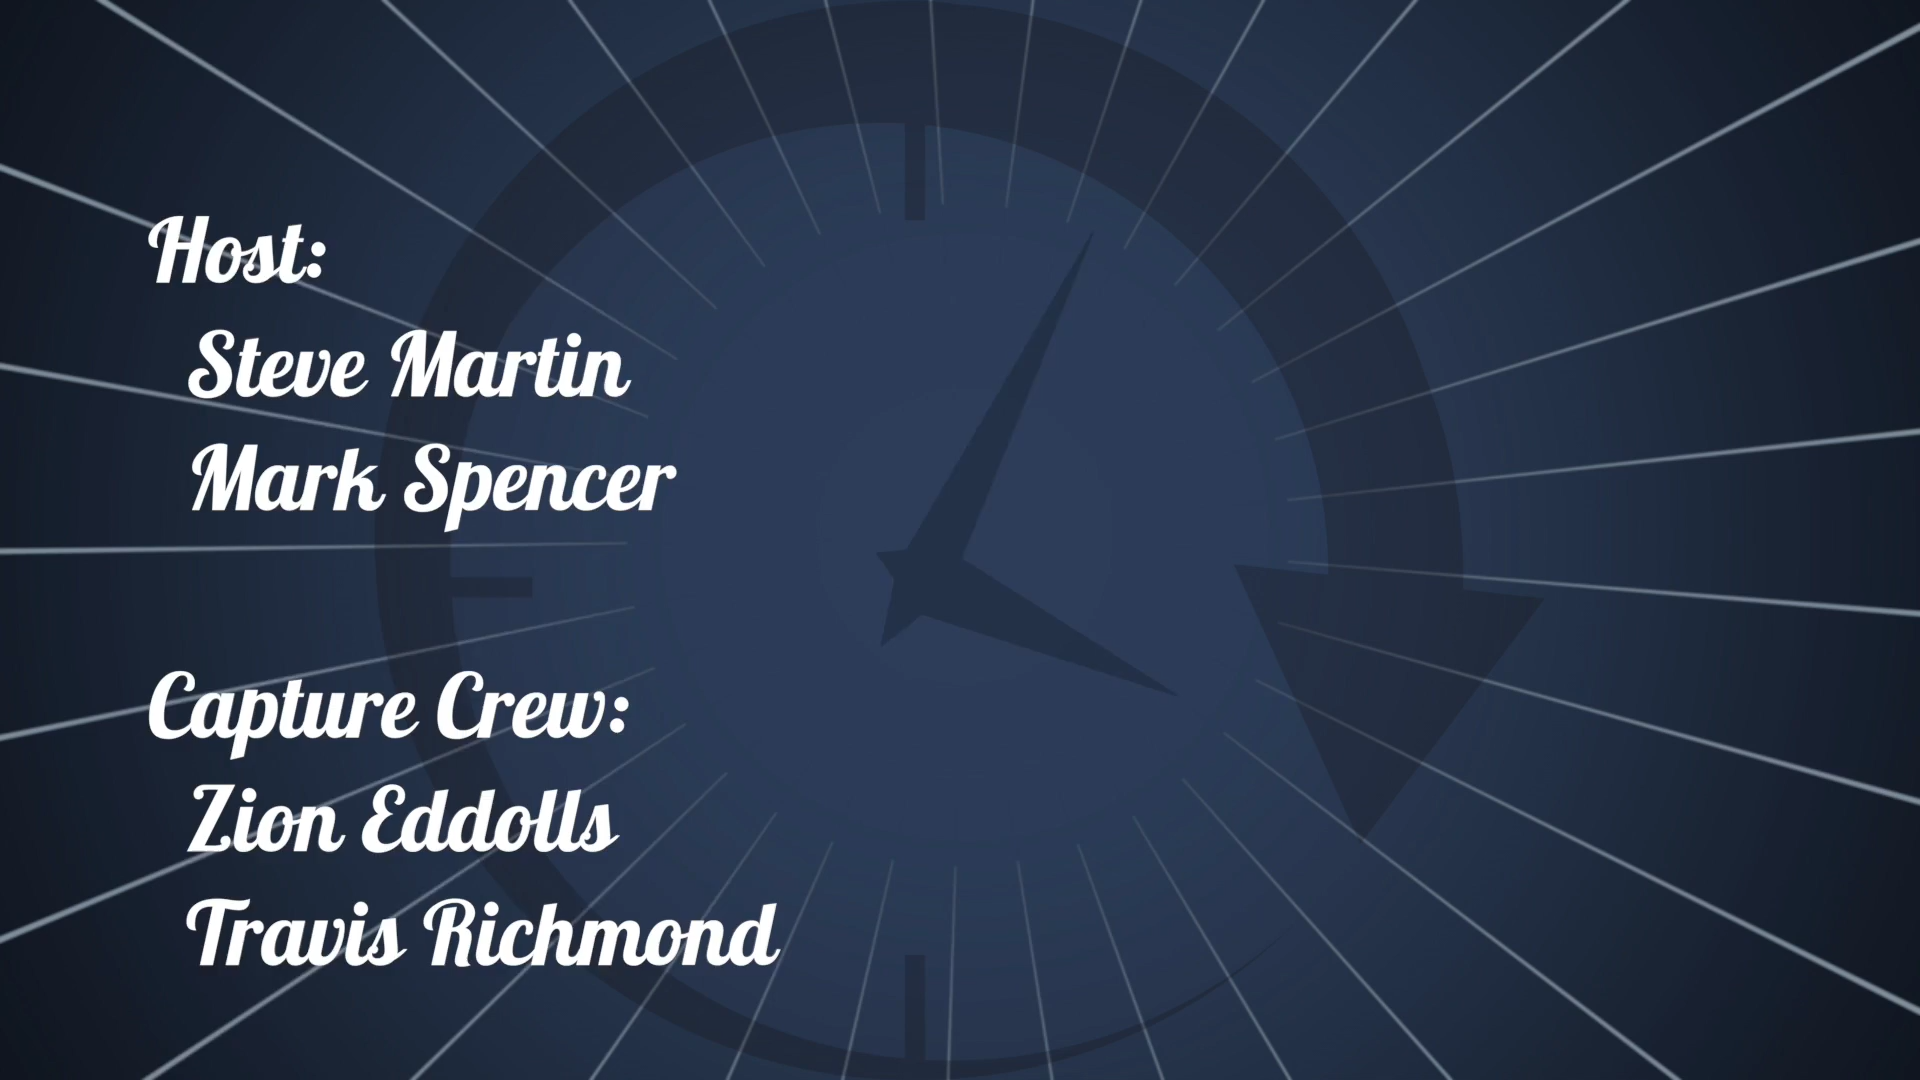 Host:
Steve Martin
Mark Spencer
Capture Crew:
Zion Eddolls
Travis Richmond